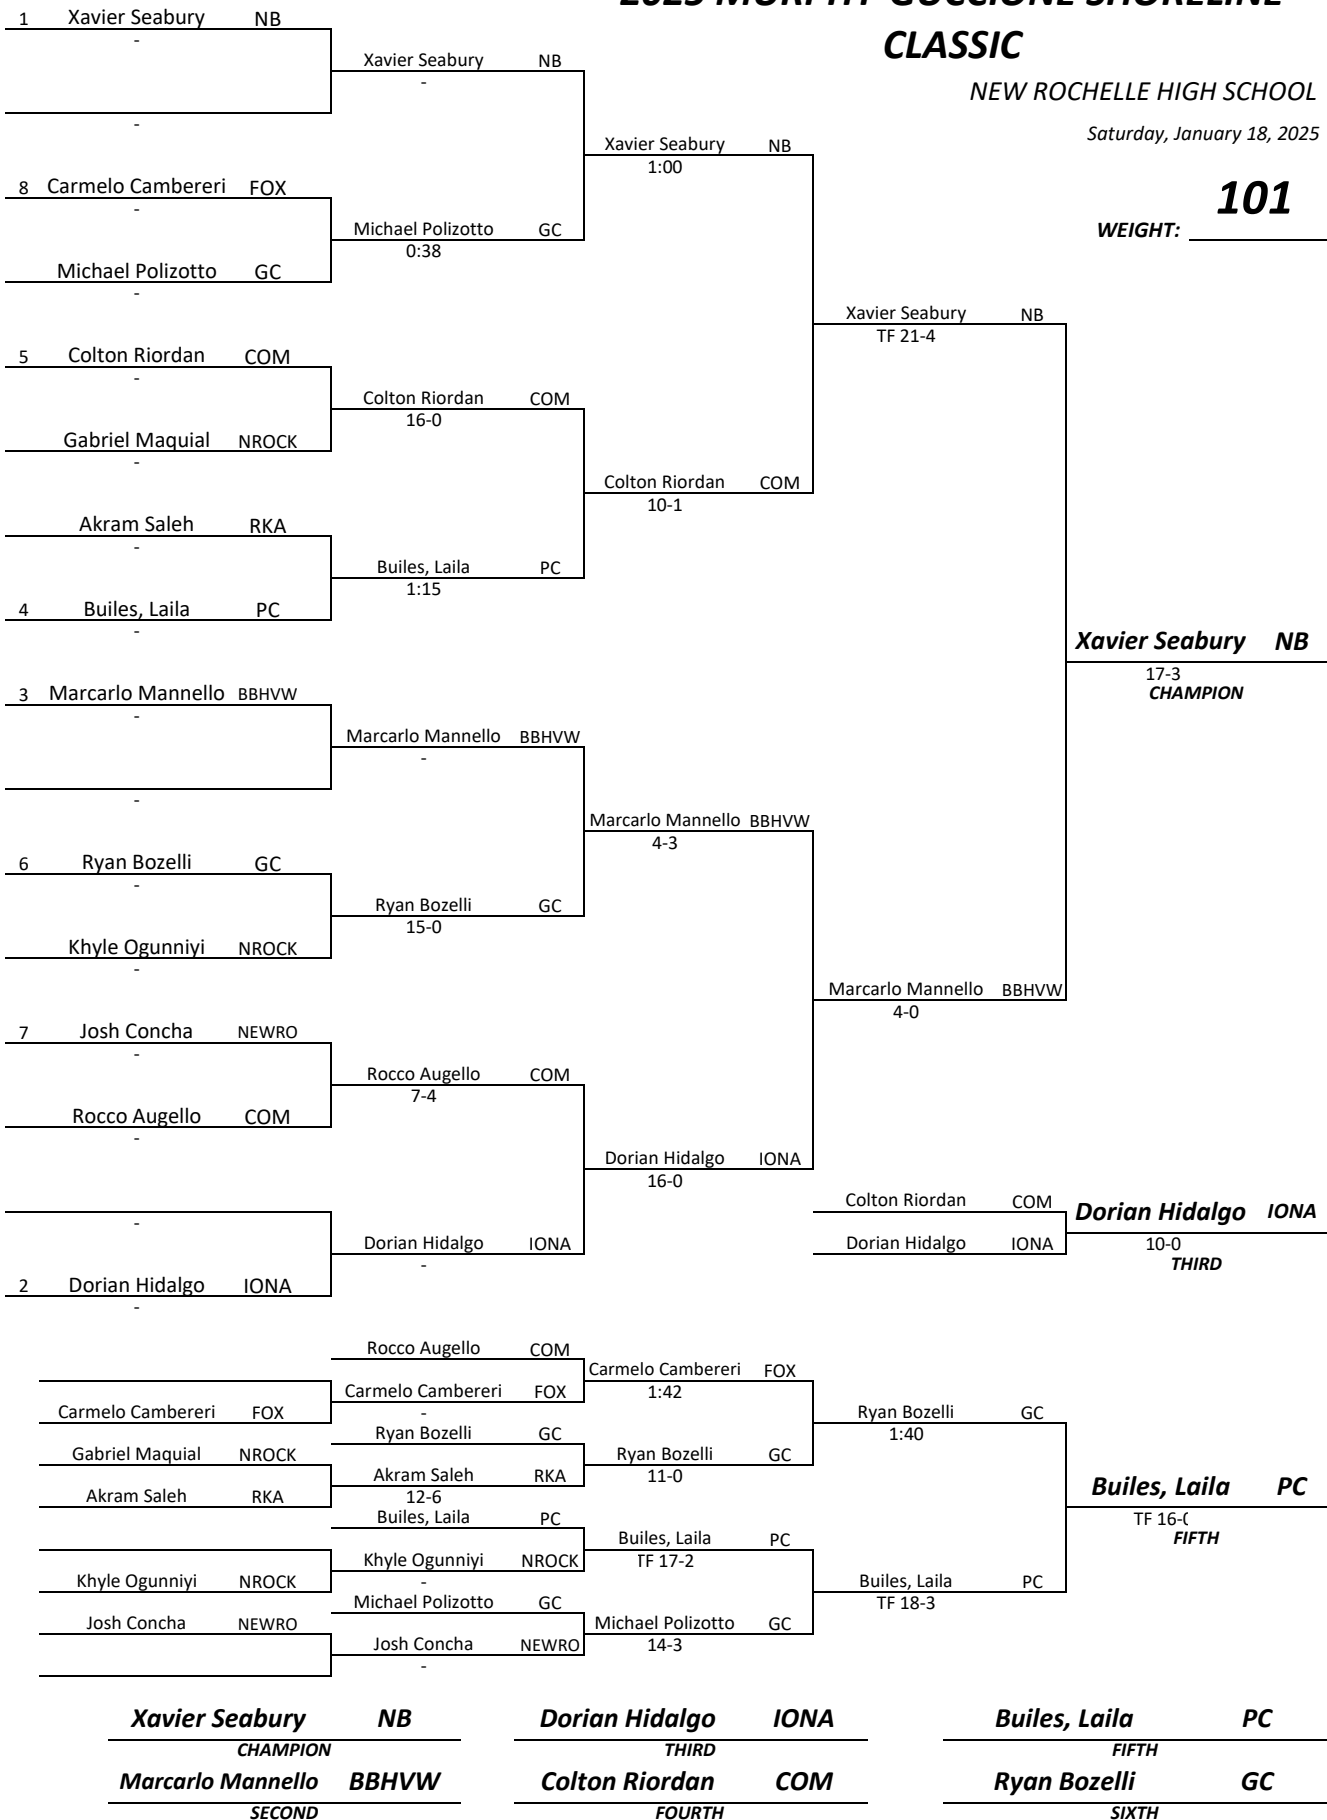 2025 MURPHY-GUCCIONE SHORELINE
CLASSIC
NEW ROCHELLE HIGH SCHOOL
Saturday, January 18, 2025
101
WEIGHT:
1 Xavier Seabury NB
-
Xavier Seabury NB
-
-
Xavier Seabury NB
1:00
8 Carmelo Cambereri FOX
-
Michael Polizotto GC
0:38
Michael Polizotto GC
-
Xavier Seabury NB
TF 21-4
5 Colton Riordan COM
-
Colton Riordan COM
16-0
Gabriel Maquial NROCK
-
Colton Riordan COM
10-1
Akram Saleh RKA
-
Builes, Laila PC
1:15
4 Builes, Laila PC
-
Xavier Seabury NB
17-3
CHAMPION
3 Marcarlo Mannello BBHVW
-
Marcarlo Mannello BBHVW
-
-
Marcarlo Mannello BBHVW
4-3
6 Ryan Bozelli GC
-
Ryan Bozelli GC
15-0
Khyle Ogunniyi NROCK
-
Marcarlo Mannello BBHVW
4-0
7 Josh Concha NEWRO
-
Rocco Augello COM
7-4
Rocco Augello COM
-
Dorian Hidalgo IONA
16-0
-
Dorian Hidalgo IONA
-
2 Dorian Hidalgo IONA
-
Colton Riordan COM
Dorian Hidalgo IONA
Dorian Hidalgo IONA
10-0
THIRD
Rocco Augello COM
Carmelo Cambereri FOX
1:42
Carmelo Cambereri FOX
-
Carmelo Cambereri FOX
Ryan Bozelli GC
1:40
Ryan Bozelli GC
Gabriel Maquial NROCK
Ryan Bozelli GC
11-0
Akram Saleh RKA
12-6
Akram Saleh RKA
Builes, Laila PC
TF 16-0
FIFTH
Builes, Laila PC
Builes, Laila PC
TF 17-2
Khyle Ogunniyi NROCK
-
Khyle Ogunniyi NROCK
Builes, Laila PC
TF 18-3
Michael Polizotto GC
Josh Concha NEWRO
Michael Polizotto GC
14-3
Josh Concha NEWRO
-
Xavier Seabury NB Dorian Hidalgo IONA Builes, Laila PC
CHAMPION THIRD FIFTH
Marcarlo Mannello BBHVW Colton Riordan COM Ryan Bozelli GC
SECOND FOURTH SIXTH